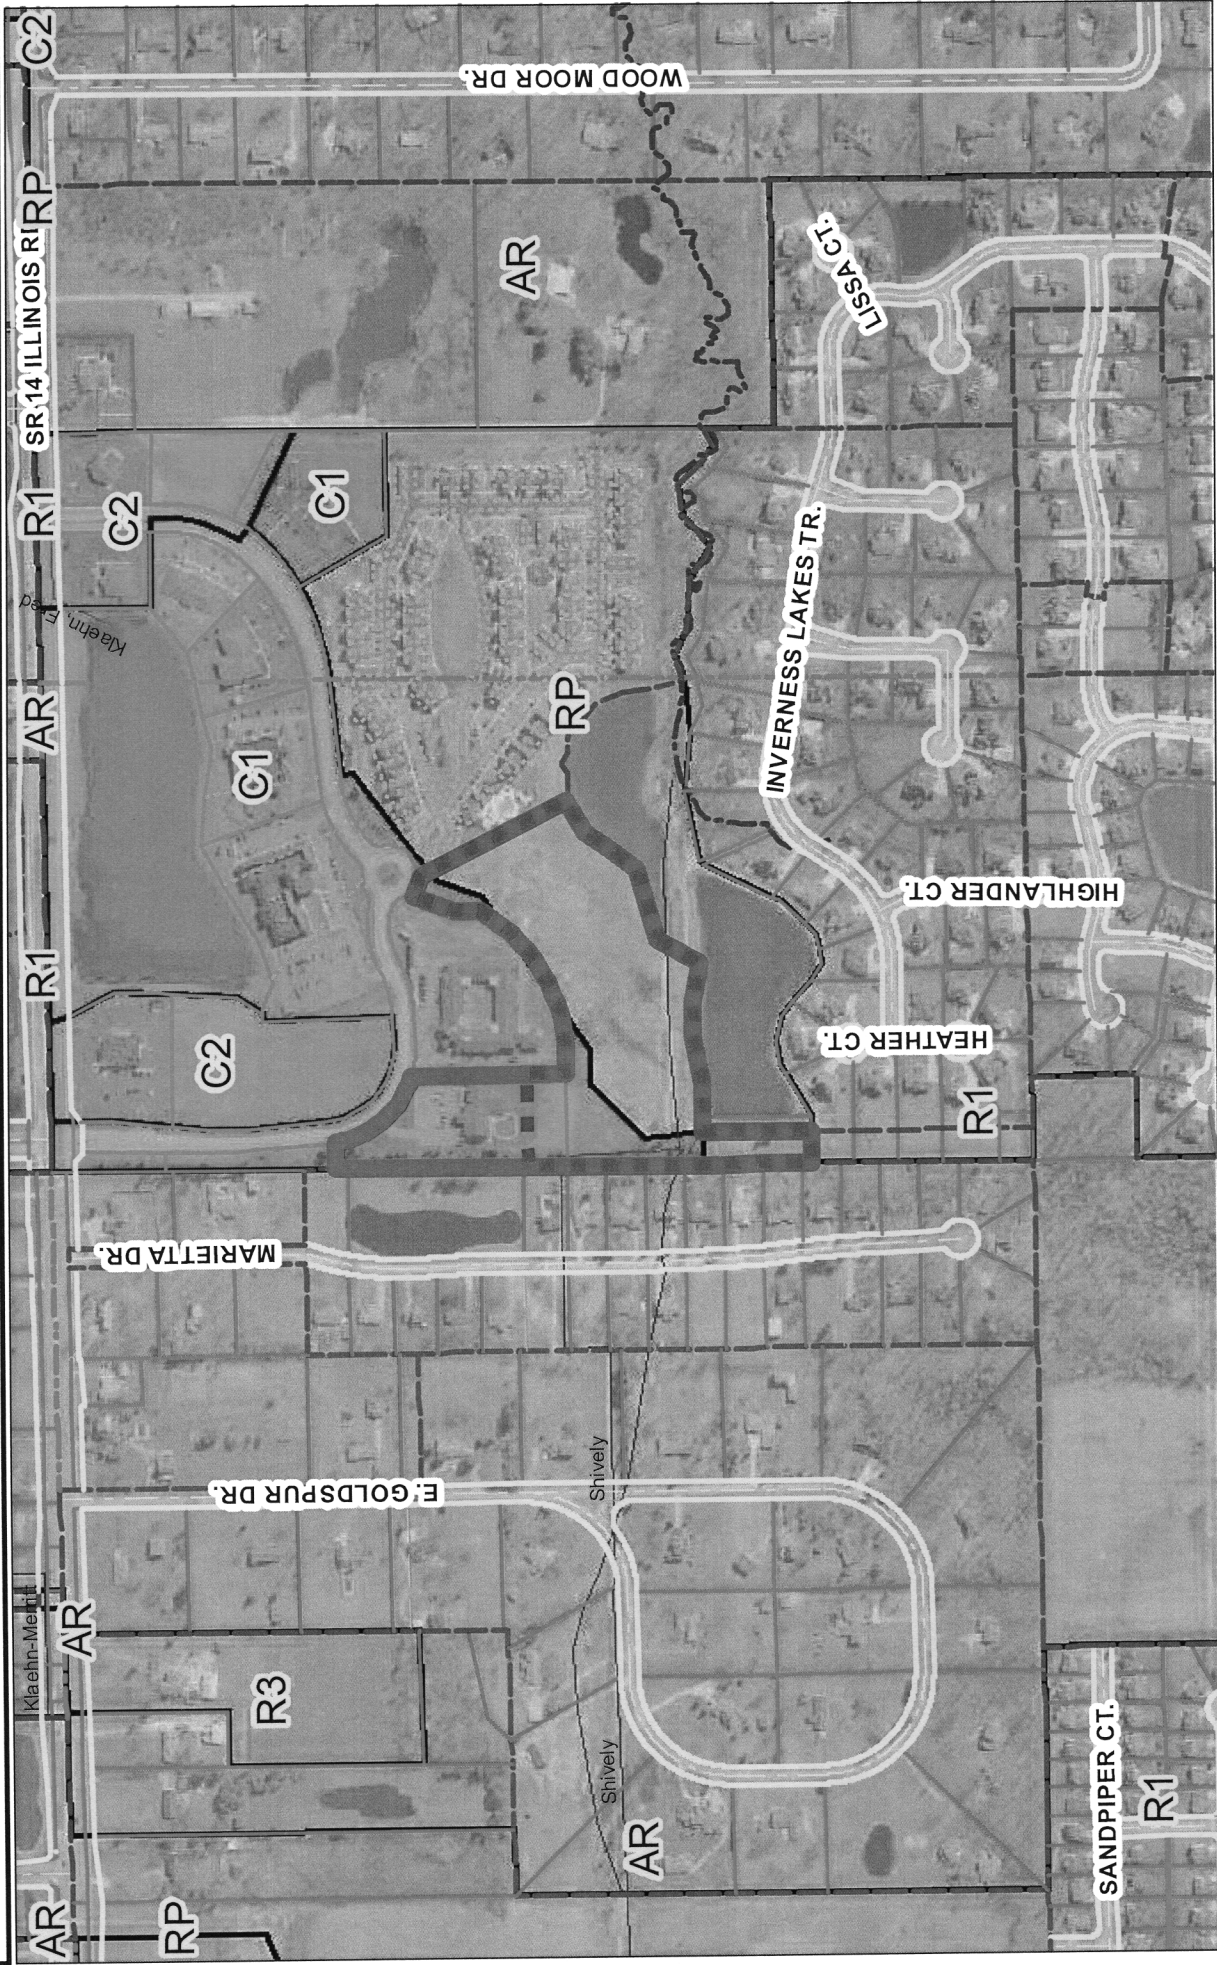 C2
WOOD MOOR DR.
RP
SR 14 ILLINOIS R
AR
LISSA CT.
R1
C2
C1
Klaehn, Fred
INVERNESS LAKES TR.
RP
AR
C1
HIGHLANDER CT.
R1
C2
HEATHER CT.
R1
MARIETTA DR.
E. GOLDSPUR DR.
Shively
Klaehn-Merritt
AR
R3
Shively
SANDPIPER CT.
R1
AR
AR
RP